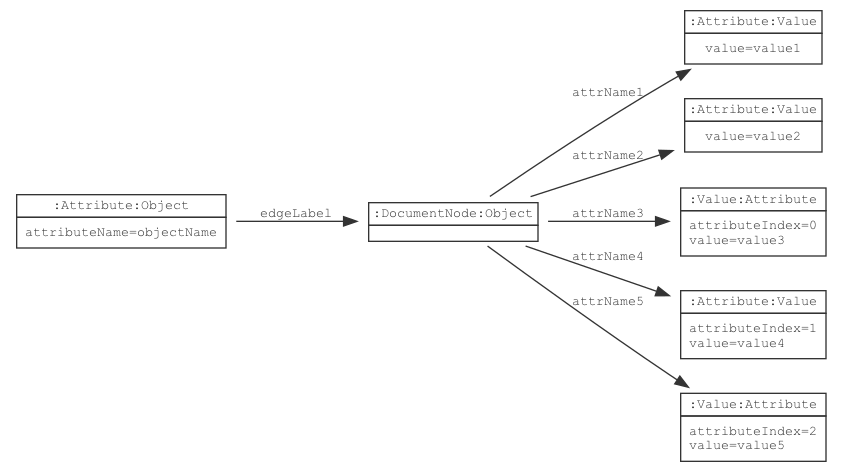 :Attribute:Value
value=value1
attrName1
:Attribute:Value
value=value2
attrName2
:Attribute:Object
attributeName=objectName
edgeLabel
:DocumentNode:Object
attrName3
:Value:Attribute
attributeIndex=0
value=value3
attrName4
:Attribute:Value
attributeIndex=1
value=value4
attrName5
:Value:Attribute
attributeIndex=2
value=value5